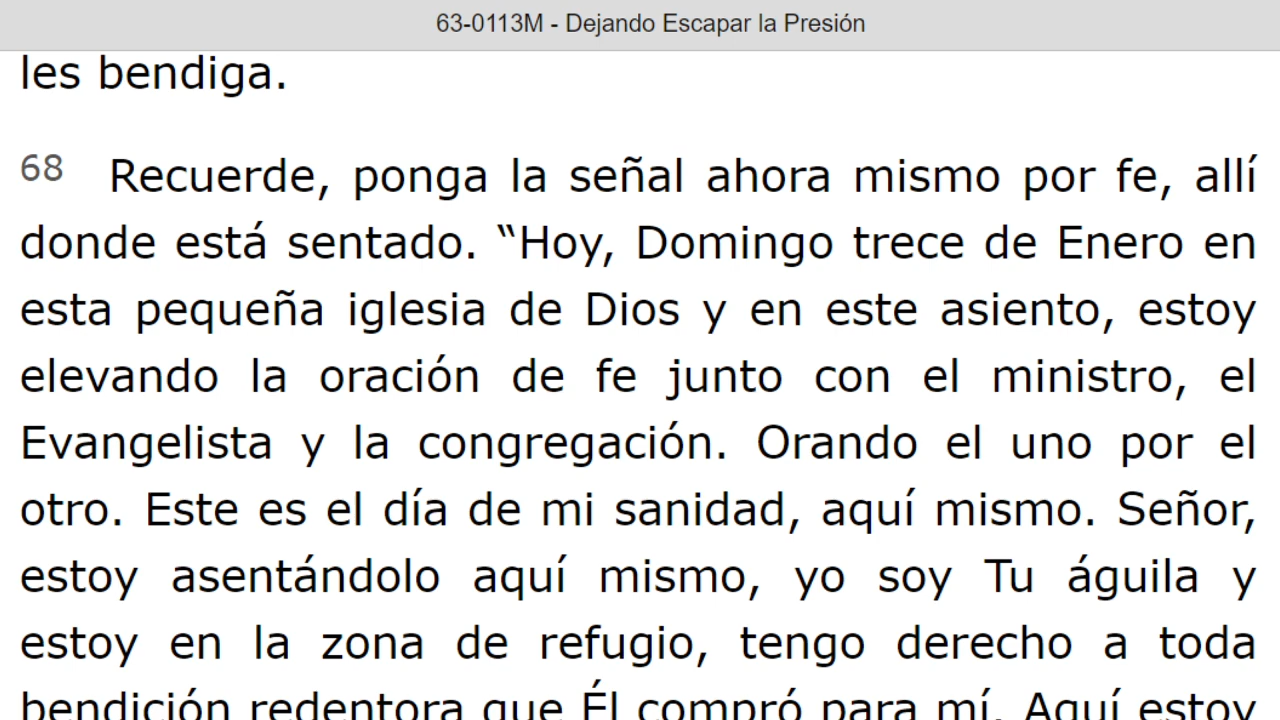 63-0113M - Dejando Escapar la Presión
les bendiga.
68 Recuerde, ponga la señal ahora mismo por fe, allí
donde está sentado. “Hoy, Domingo trece de Enero en
esta pequeña iglesia de Dios y en este asiento, estoy
elevando la oración de fe junto con el ministro, el
Evangelista y la congregación. Orando el uno por el
otro. Este es el día de mi sanidad, aquí mismo. Señor,
estoy asentándolo aquí mismo, yo soy Tu águila y
estoy en la zona de refugio, tengo derecho a toda
bendición redentora que Él compró para mí. Aquí estoy